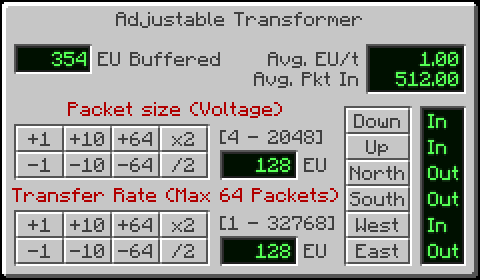 Adjustable Transformer
354 EU Buffered Avg. EU/t 1.00
Avg. Pkt In 512.00
Packet size (Voltage)
+1 +10 +64 x2 [4 - 2048]
-1 -10 -64 /2 128 EU
Transfer Rate (Max 64 Packets)
+1 +10 +64 x2 [1 - 32768]
-1 -10 -64 /2 128 EU
Down In
Up In
North Out
South Out
West In
East Out